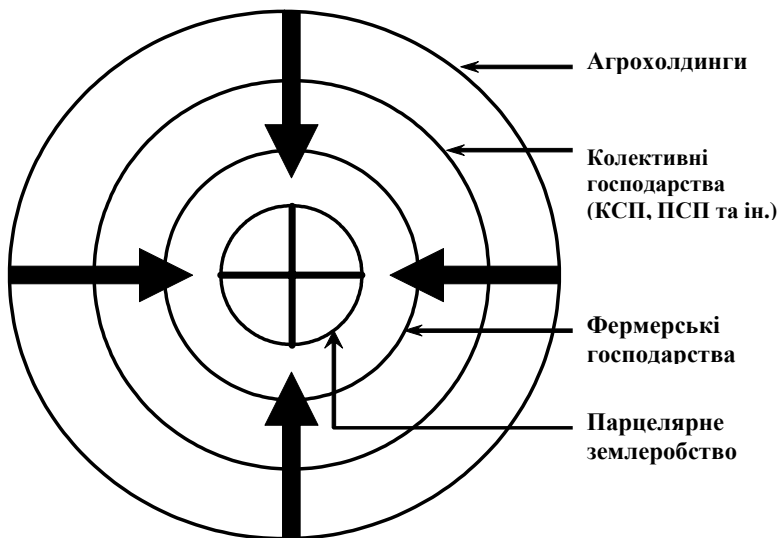 Агрохолдинги
Колективні
господарства
(КСП, ПСП та ін.)
Фермерські
господарства
Парцелярне
землеробство